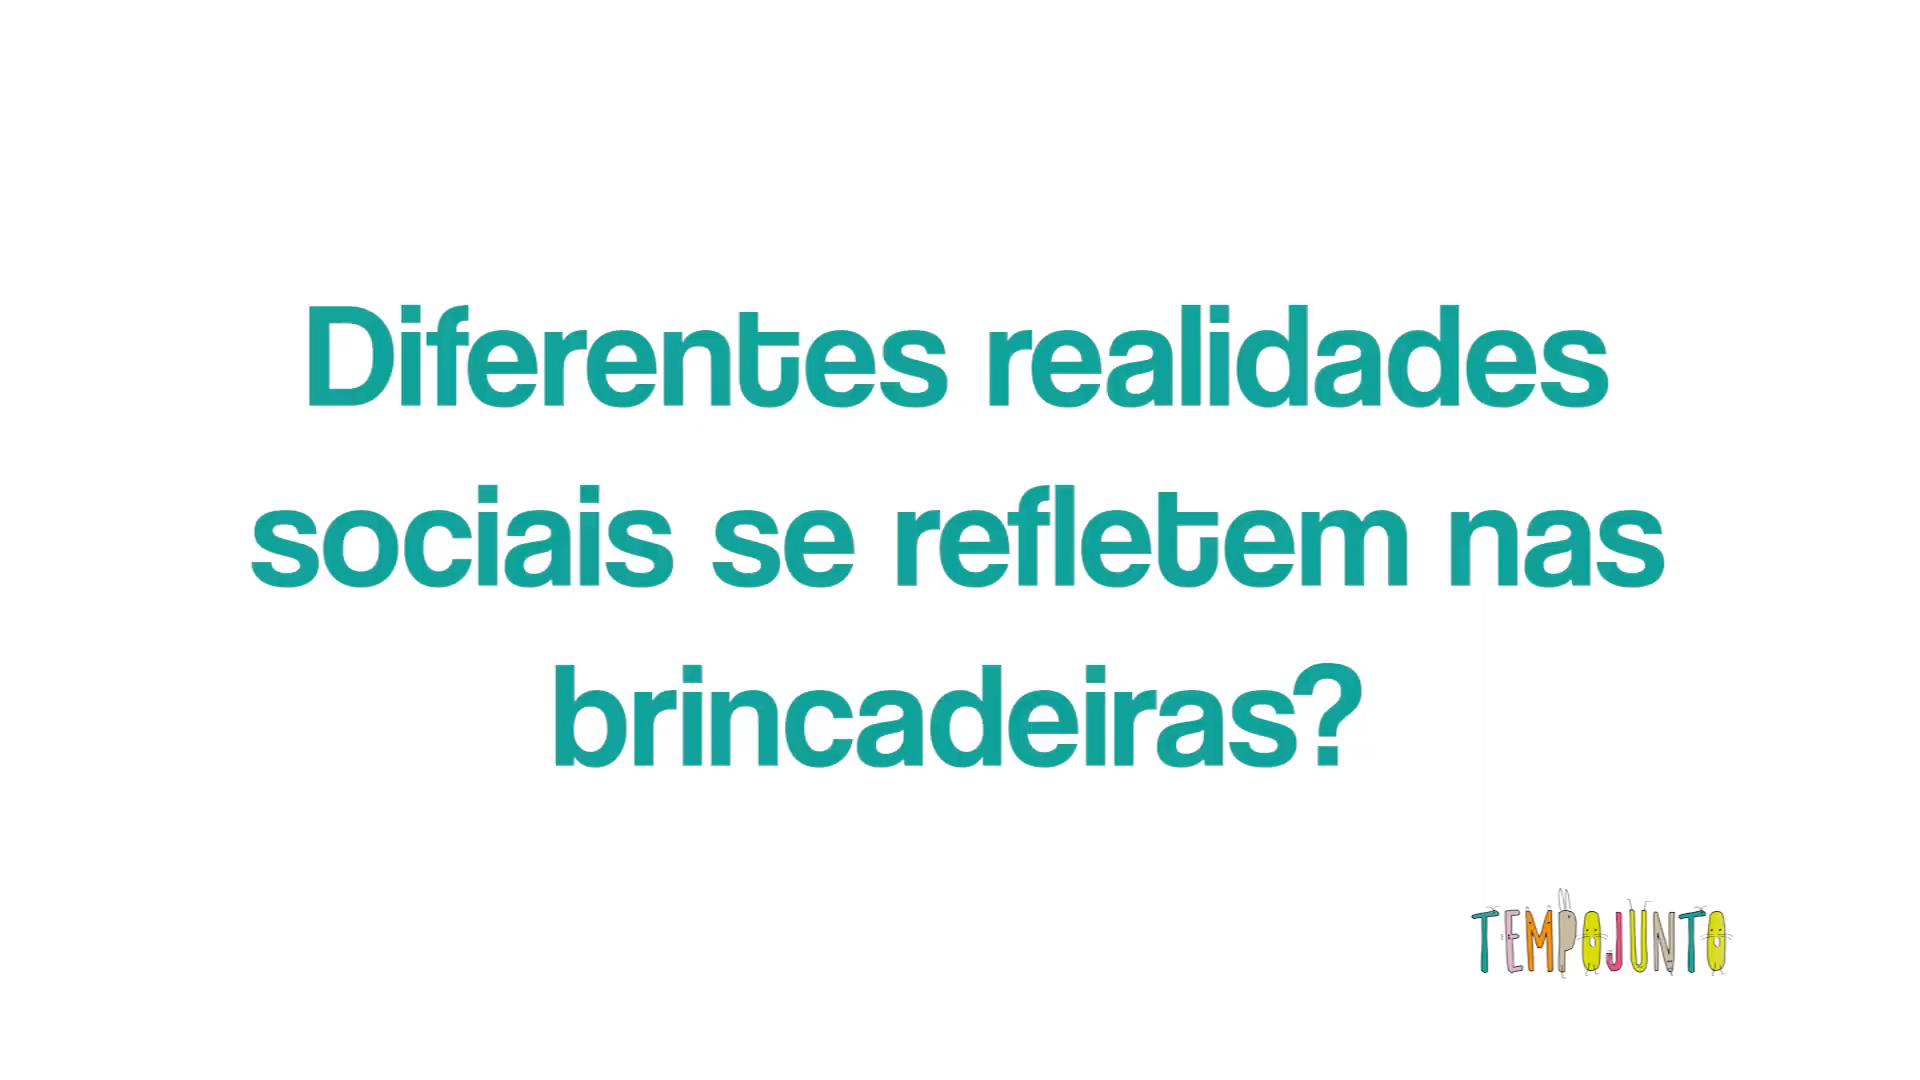 Diferentes realidades
sociais se refletem nas
brincadeiras?
TEMPOJUNTO